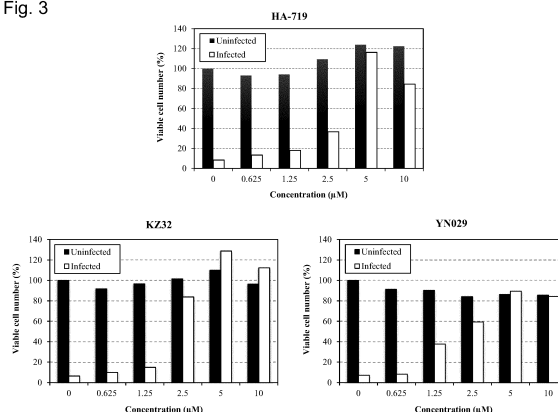 Fig. 3
HA-719
Viable cell number (%)
140
120
100
80
60
40
20
0
Uninfected
Infected
0 0.625 1.25 2.5 5 10
Concentration (µM)
KZ32
Viable cell number (%)
140
120
100
80
60
40
20
0
Uninfected
Infected
0 0.625 1.25 2.5 5 10
Concentration (µM)
YN029
Viable cell number (%)
140
120
100
80
60
40
20
0
Uninfected
Infected
0 0.625 1.25 2.5 5 10
Concentration (µM)